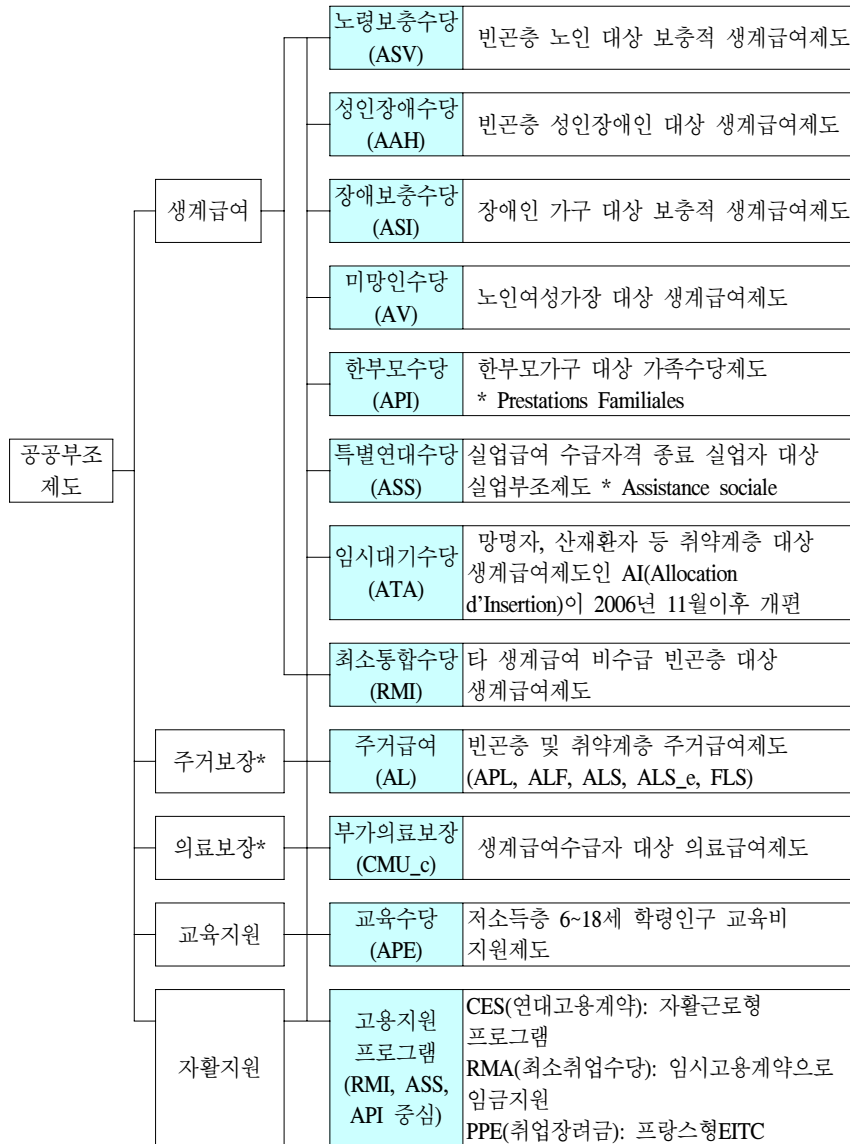 공공부조
제도
생계급여
노령보충수당
(ASV)
빈곤층 노인 대상 보충적 생계급여제도
성인장애수당
(AAH)
빈곤층 성인장애인 대상 생계급여제도
장애보충수당
(ASI)
장애인 가구 대상 보충적 생계급여제도
미망인수당
(AV)
노인여성가장 대상 생계급여제도
한부모수당
(API)
한부모가구 대상 가족수당제도
* Prestations Familiales
특별연대수당
(ASS)
실업급여 수급자격 종료 실업자 대상
실업부조제도 * Assistance sociale
임시대기수당
(ATA)
망명자, 산재환자 등 취약계층 대상
생계급여제도인 AI(Allocation
d’Insertion)이 2006년 11월이후 개편
최소통합수당
(RMI)
타 생계급여 비수급 빈곤층 대상
생계급여제도
주거보장*
주거급여
(AL)
빈곤층 및 취약계층 주거급여제도
(APL, ALF, ALS, ALS_e, FLS)
의료보장*
부가의료보장
(CMU_c)
생계급여수급자 대상 의료급여제도
교육지원
교육수당
(APE)
저소득층 6~18세 학령인구 교육비
지원제도
자활지원
고용지원
프로그램
(RMI, ASS,
API 중심)
CES(연대고용계약): 자활근로형
프로그램
RMA(최소취업수당): 임시고용계약으로
임금지원
PPE(취업장려금): 프랑스형EITC